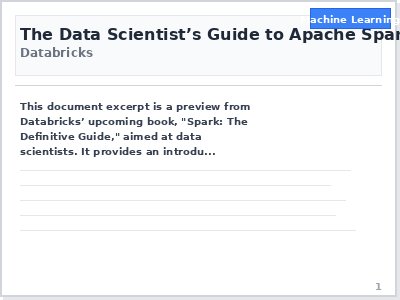 Machine Learning
The Data Scientist’s Guide to Apache Spar
Databricks
This document excerpt is a preview from
Databricks’ upcoming book, "Spark: The
Definitive Guide," aimed at data
scientists. It provides an introdu...
1